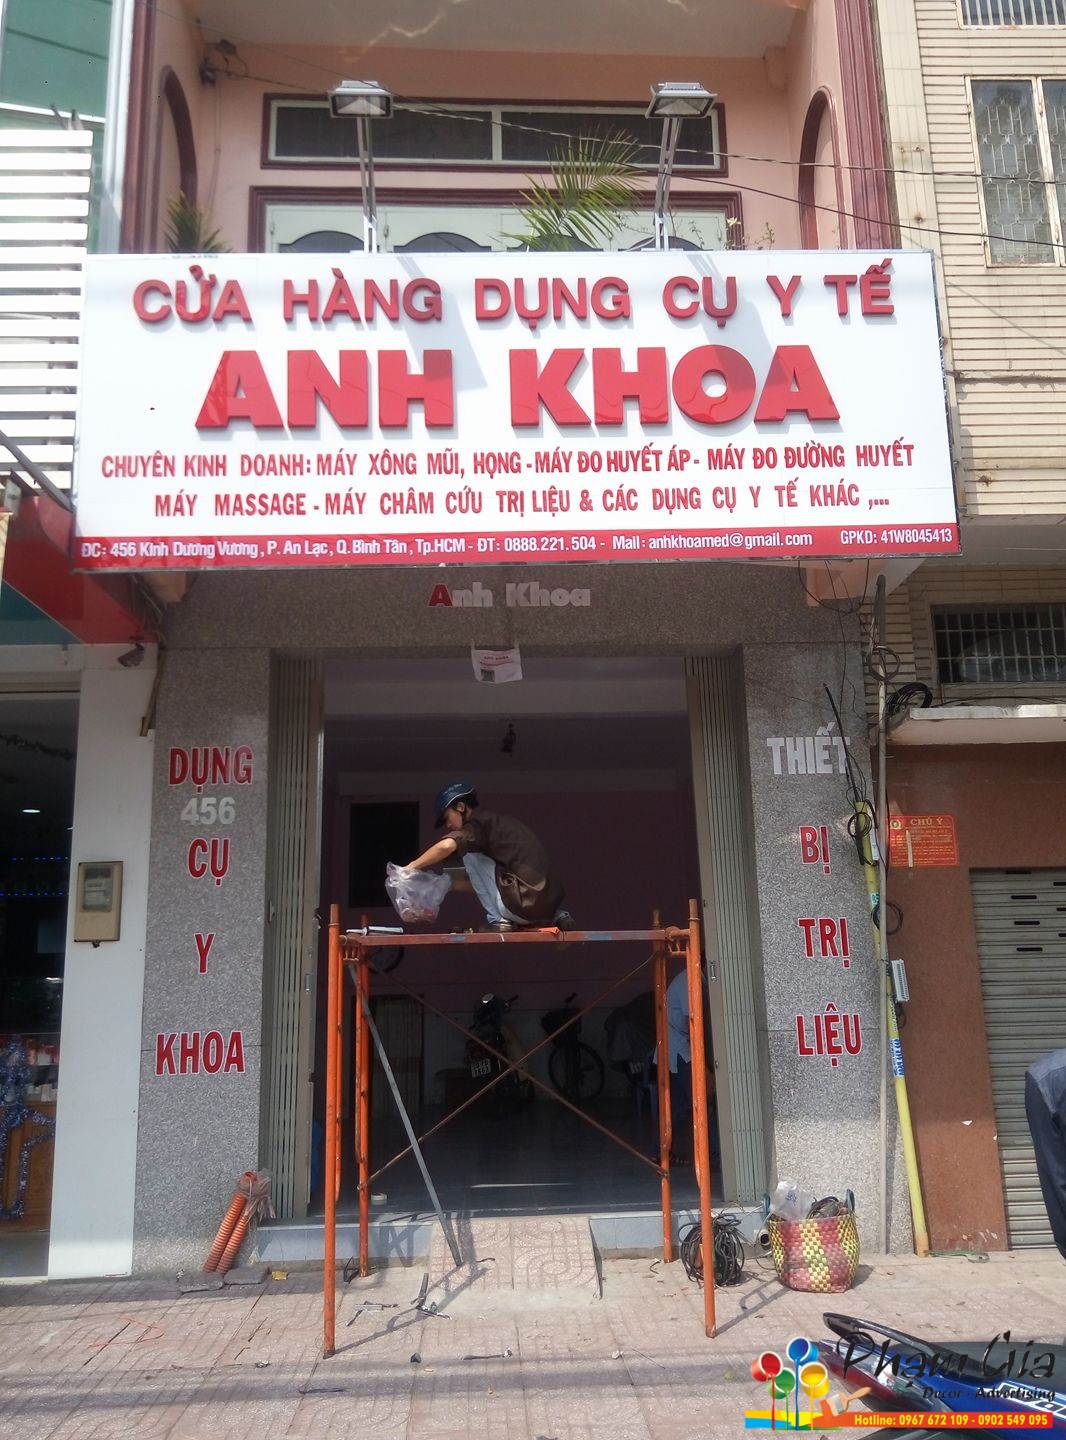 CỬA HÀNG DỤNG CỤ Y TẾ
ANH KHOA
CHUYÊN KINH DOANH: MÁY XÔNG MŨI, HỌNG - MÁY ĐO HUYẾT ÁP - MÁY ĐO ĐƯỜNG HUYẾT
MÁY MASSAGE - MÁY CHÂM CỨU TRỊ LIỆU & CÁC DỤNG CỤ Y TẾ KHÁC ,...
ĐC: 456 Kinh Dương Vương, P. An Lạc, Q. Bình Tân, Tp.HCM - ĐT: 0888.221.504 - Mail: anhkhoamed@gmail.com GPKD: 41W8045413
Anh Khoa
DỤNG
456
CỤ
Y
KHOA
THIẾT
BỊ
TRỊ
LIỆU
CHÚ Ý
Phạm Gia
Decor - Advertising
Hotline: 0967 672 109 - 0902 549 095